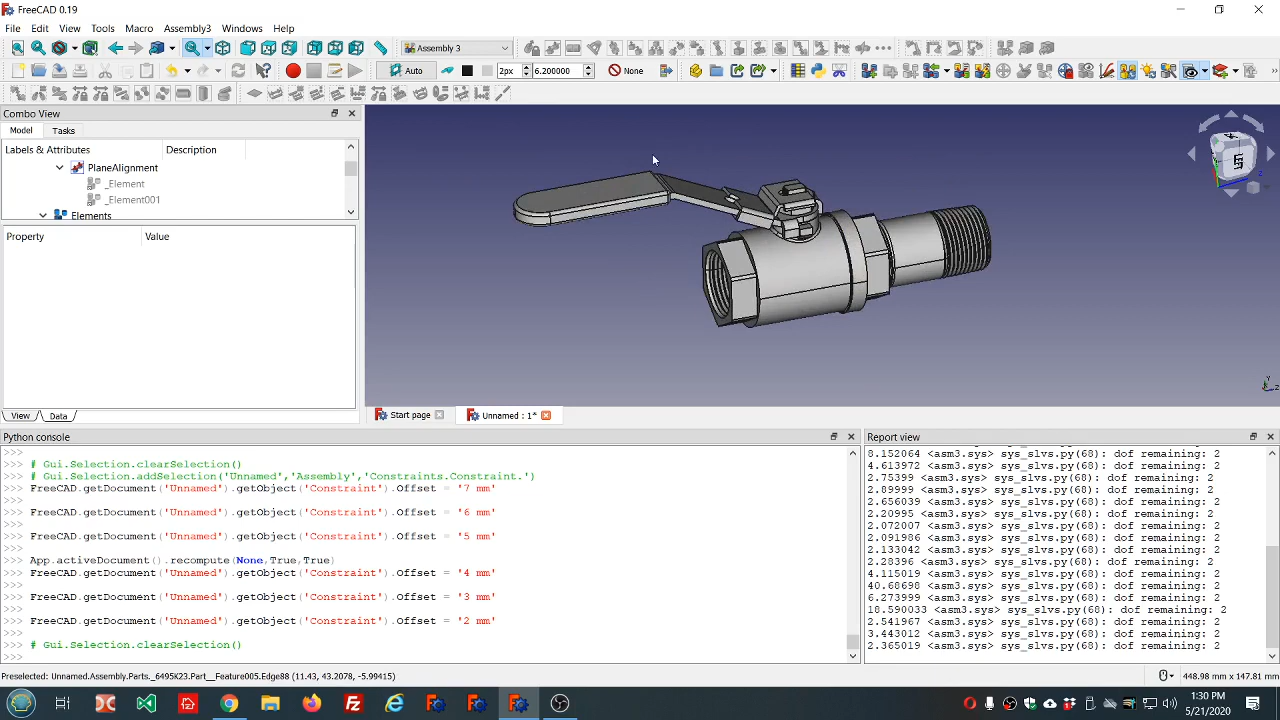 FreeCAD 0.19
File Edit View Tools Macro Assembly3 Windows Help
Assembly 3
Auto 2px 6.200000 None
Combo View
Model Tasks
Labels & Attributes Description
PlaneAlignment
_Element
_Element001
Elements
Property Value
View Data
Start page Unnamed : 1*
Python console
>>>
>>> # Gui.Selection.clearSelection()
>>> # Gui.Selection.addSelection('Unnamed','Assembly','Constraints.Constraint.')
>>> FreeCAD.getDocument('Unnamed').getObject('Constraint').Offset = '7 mm'
>>>
>>> FreeCAD.getDocument('Unnamed').getObject('Constraint').Offset = '6 mm'
>>>
>>> FreeCAD.getDocument('Unnamed').getObject('Constraint').Offset = '5 mm'
>>>
>>> App.activeDocument().recompute(None,True,True)
>>> FreeCAD.getDocument('Unnamed').getObject('Constraint').Offset = '4 mm'
>>>
>>> FreeCAD.getDocument('Unnamed').getObject('Constraint').Offset = '3 mm'
>>>
>>> FreeCAD.getDocument('Unnamed').getObject('Constraint').Offset = '2 mm'
>>>
>>> # Gui.Selection.clearSelection()
>>>
Report view
8.152064 <asm3.sys> sys_slvs.py(68): dof remaining: 2
4.613972 <asm3.sys> sys_slvs.py(68): dof remaining: 2
2.75399 <asm3.sys> sys_slvs.py(68): dof remaining: 2
2.89999 <asm3.sys> sys_slvs.py(68): dof remaining: 2
2.656039 <asm3.sys> sys_slvs.py(68): dof remaining: 2
2.20995 <asm3.sys> sys_slvs.py(68): dof remaining: 2
2.072007 <asm3.sys> sys_slvs.py(68): dof remaining: 2
2.091986 <asm3.sys> sys_slvs.py(68): dof remaining: 2
2.133042 <asm3.sys> sys_slvs.py(68): dof remaining: 2
2.28396 <asm3.sys> sys_slvs.py(68): dof remaining: 2
4.115019 <asm3.sys> sys_slvs.py(68): dof remaining: 2
40.68698 <asm3.sys> sys_slvs.py(68): dof remaining: 2
6.273999 <asm3.sys> sys_slvs.py(68): dof remaining: 2
18.590033 <asm3.sys> sys_slvs.py(68): dof remaining: 2
2.541967 <asm3.sys> sys_slvs.py(68): dof remaining: 2
3.443012 <asm3.sys> sys_slvs.py(68): dof remaining: 2
2.365019 <asm3.sys> sys_slvs.py(68): dof remaining: 2
Preselected: Unnamed.Assembly.Parts._6495K23.Part__Feature005.Edge88 (11.43, 43.2078, -5.99415) 448.98 mm x 147.81 mm
1:30 PM
5/21/2020